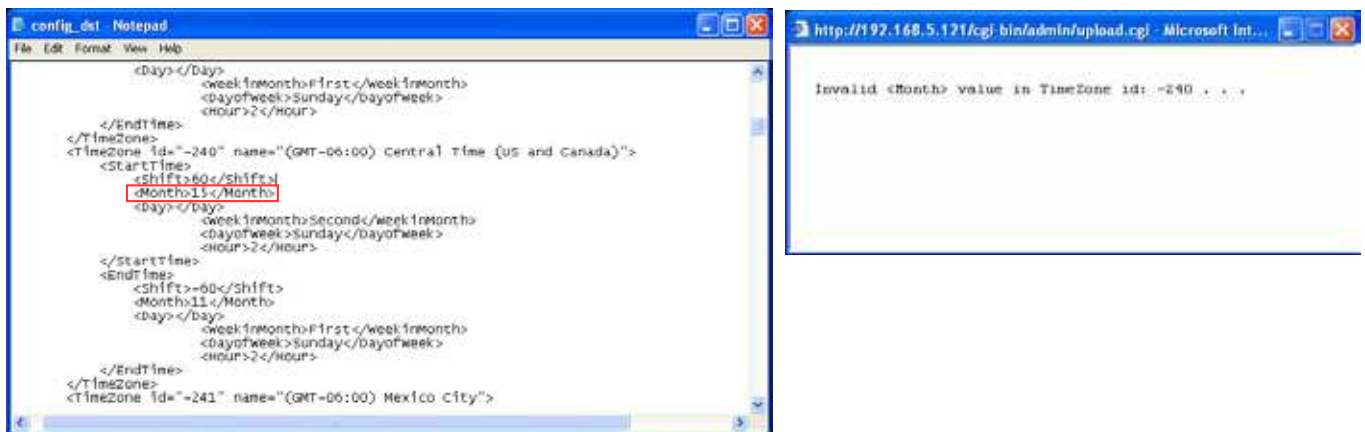 config_dst - Notepad
File Edit Format View Help
<Day></Day>
<WeekInMonth>First</WeekInMonth>
<DayofWeek>Sunday</DayofWeek>
<Hour>2</Hour>
</EndTime>
</TimeZone>
<TimeZone id="-240" name="(GMT-06:00) Central Time (US and Canada)">
<StartTime>
<Shift>60</Shift>
<Month>15</Month>
<Day></Day>
<WeekInMonth>Second</WeekInMonth>
<DayofWeek>Sunday</DayofWeek>
<Hour>2</Hour>
</StartTime>
<EndTime>
<Shift>-60</Shift>
<Month>11</Month>
<Day></Day>
<WeekInMonth>First</WeekInMonth>
<DayofWeek>Sunday</DayofWeek>
<Hour>2</Hour>
</EndTime>
</TimeZone>
<TimeZone id="-241" name="(GMT-06:00) Mexico City">
http://192.168.5.121/cgi-bin/admin/upload.cgi - Microsoft Int...
Invalid <Month> value in TimeZone id: -240 . . .